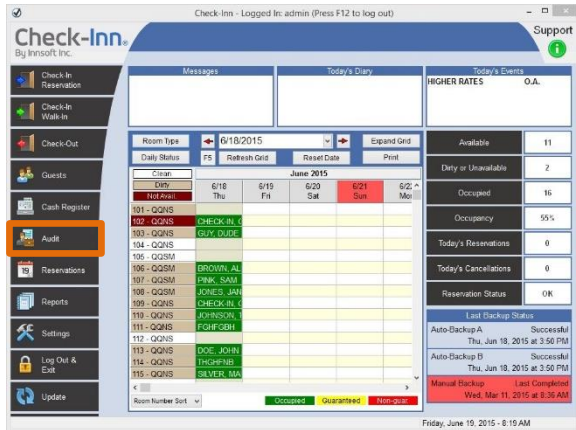 Check-Inn - Logged In: admin (Press F12 to log out)
Check-Inn®
By Innsoft Inc.
Support
Check-In
Reservation
Check-In
Walk-In
Check-Out
Guests
Cash Register
Audit
19
Reservations
Reports
Settings
Log Out &
Exit
Update
Messages
Today's Diary
Today's Events
HIGHER RATES O.A.
Room Type 6/18/2015 Expand Grid
Daily Status F5 Refresh Grid Reset Date Print
Clean
Dirty
Not Avail.
June 2015
6/18 6/19 6/20 6/21 6/22
Thu Fri Sat Sun Mon
101 - QQNS
102 - QQNS CHECK-IN, C
103 - QQNS GUY, DUDE
104 - QQNS
105 - QQSM
106 - QQSM BROWN, AL
107 - QQSM PINK, SAM
108 - QQSM JONES, JAN
109 - QQNS CHECK-IN, C
110 - QQNS JOHNSON, T
111 - QQNS FGHFGBH
112 - QQNS
113 - QQNS DOE, JOHN
114 - QQNS THGHFNB
115 - QQNS SILVER, MA
Room Number Sort
Occupied Guaranteed Non-guar.
Available 11
Dirty or Unavailable 2
Occupied 16
Occupancy 55%
Today's Reservations 0
Today's Cancellations 0
Reservation Status OK
Last Backup Status
Auto-Backup A Successful
Thu, Jun 18, 2015 at 3:50 PM
Auto-Backup B Successful
Thu, Jun 18, 2015 at 3:50 PM
Manual Backup Last Completed
Wed, Mar 11, 2015 at 8:36 AM
Friday, June 19, 2015 - 8:19 AM